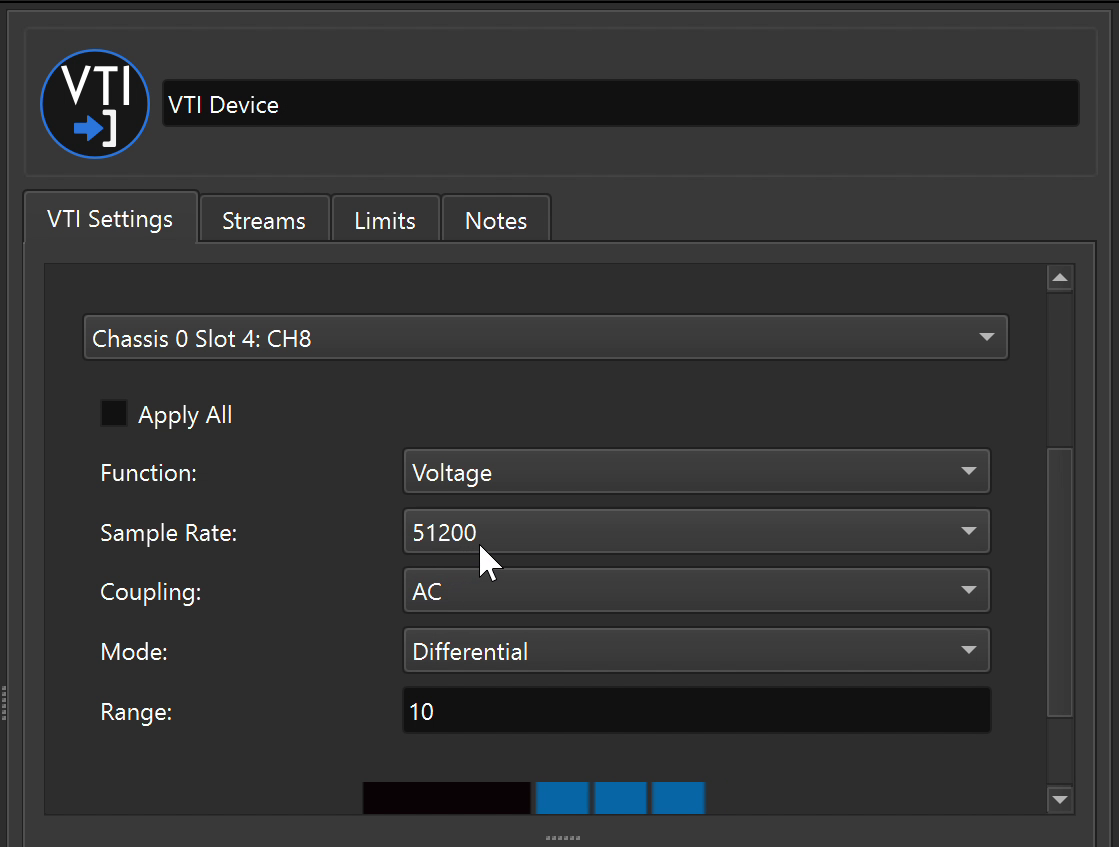 VTI
VTI Device
VTI Settings
Streams
Limits
Notes
Chassis 0 Slot 4: CH8
Apply All
Function:
Voltage
Sample Rate:
51200
Coupling:
AC
Mode:
Differential
Range:
10